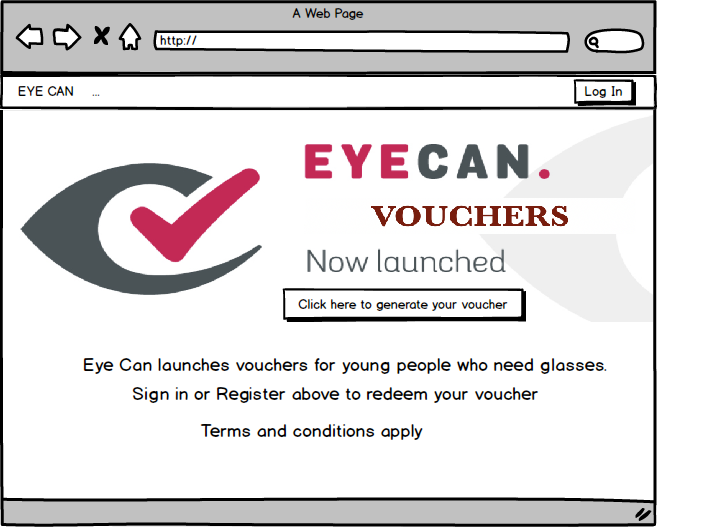 A Web Page
http://
EYE CAN ... Log In
EYECAN.
VOUCHERS
Now launched
Click here to generate your voucher
Eye Can launches vouchers for young people who need glasses.
Sign in or Register above to redeem your voucher
Terms and conditions apply